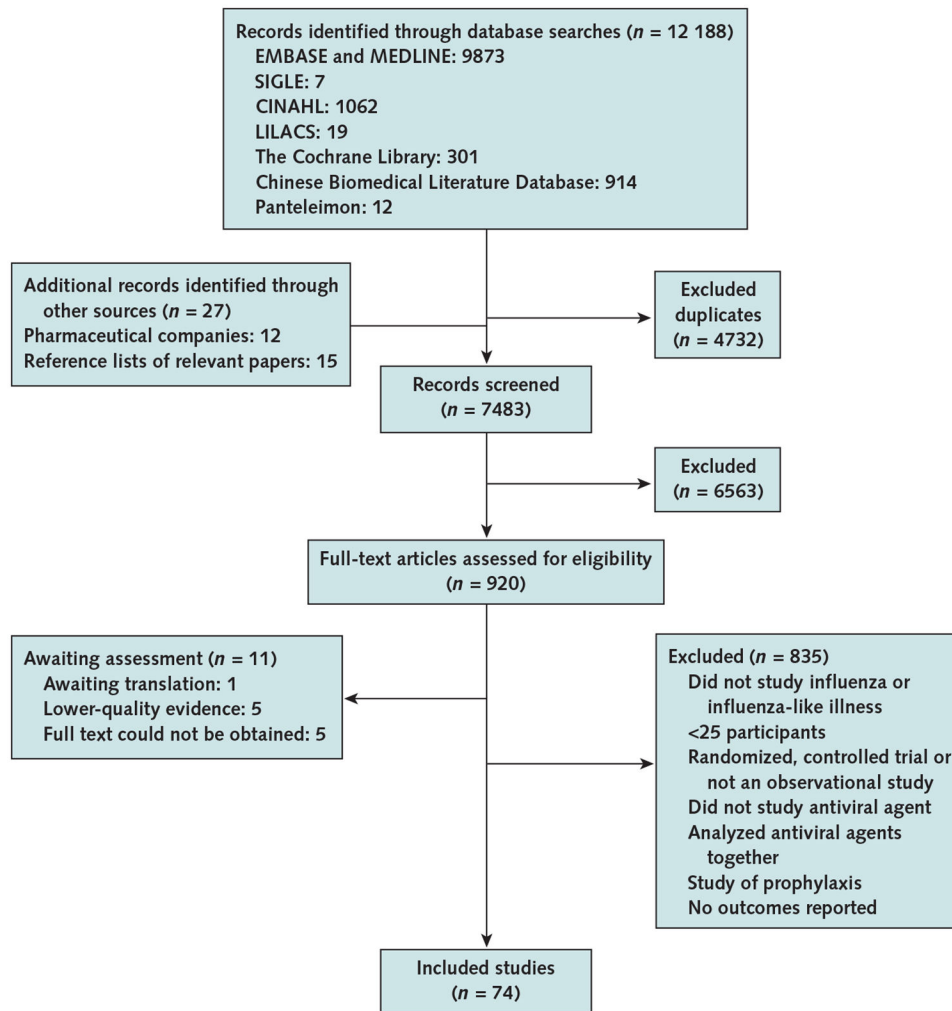 Records identified through database searches (n = 12 188)
EMBASE and MEDLINE: 9873
SIGLE: 7
CINAHL: 1062
LILACS: 19
The Cochrane Library: 301
Chinese Biomedical Literature Database: 914
Panteleimon: 12
Additional records identified through
other sources (n = 27)
Pharmaceutical companies: 12
Reference lists of relevant papers: 15
Excluded
duplicates
(n = 4732)
Records screened
(n = 7483)
Excluded
(n = 6563)
Full-text articles assessed for eligibility
(n = 920)
Awaiting assessment (n = 11)
Awaiting translation: 1
Lower-quality evidence: 5
Full text could not be obtained: 5
Excluded (n = 835)
Did not study influenza or
influenza-like illness
<25 participants
Randomized, controlled trial or
not an observational study
Did not study antiviral agent
Analyzed antiviral agents
together
Study of prophylaxis
No outcomes reported
Included studies
(n = 74)